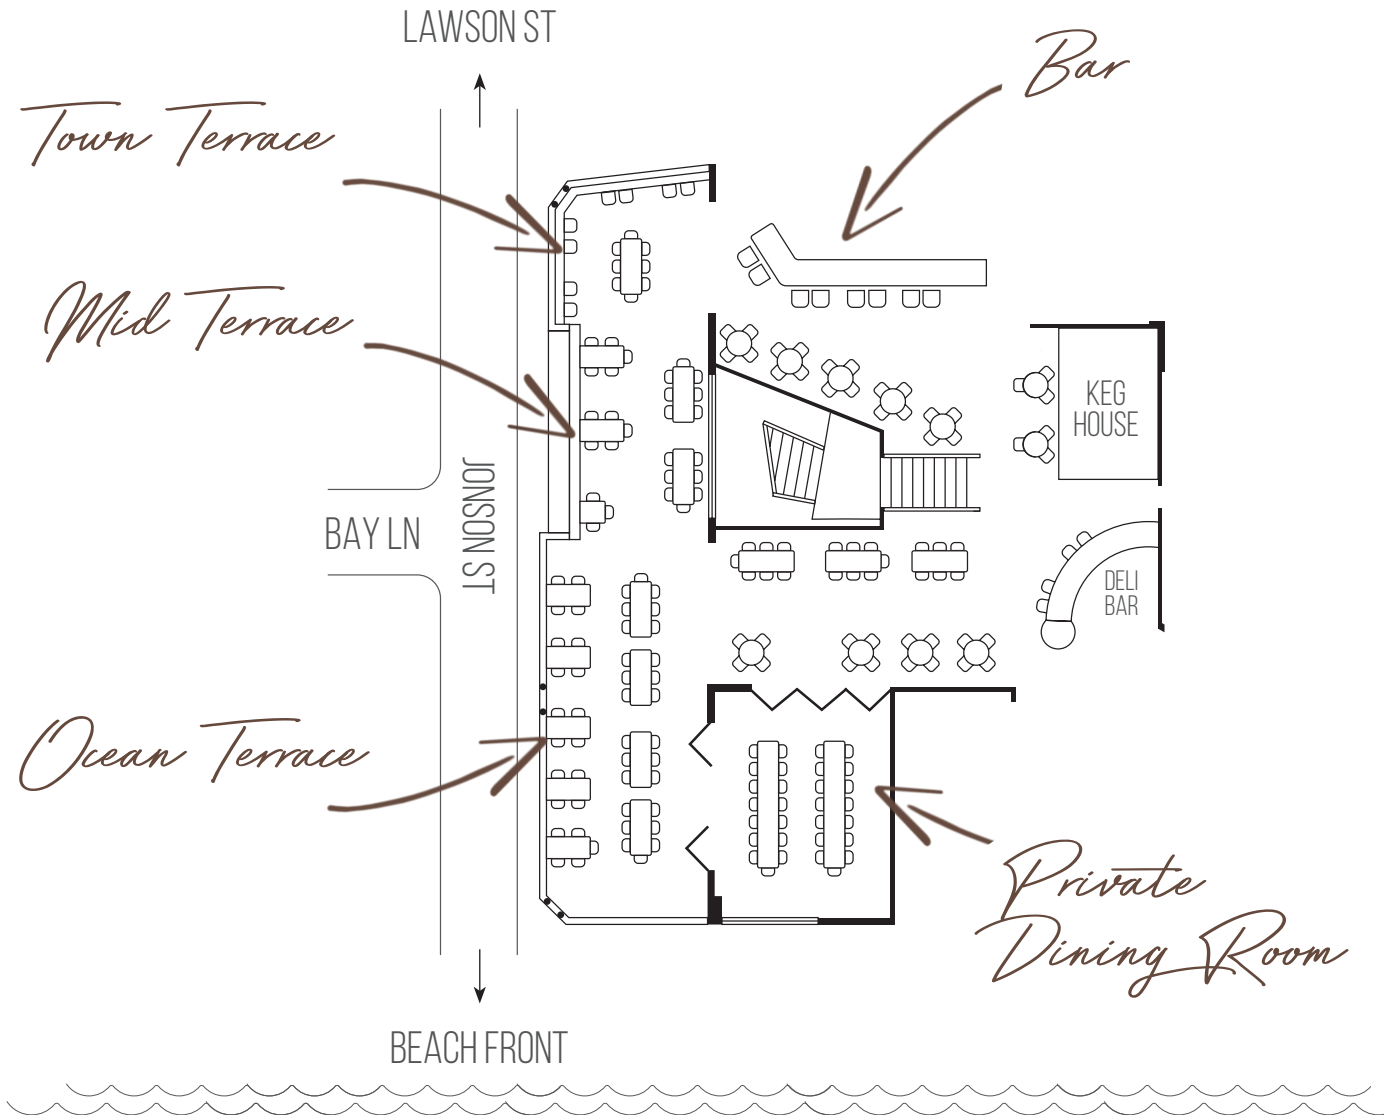 LAWSON ST
Bar
Town Terrace
Mid Terrace
KEG
HOUSE
JONSON ST
BAY LN
DELI
BAR
Ocean Terrace
Private
Dining Room
BEACH FRONT